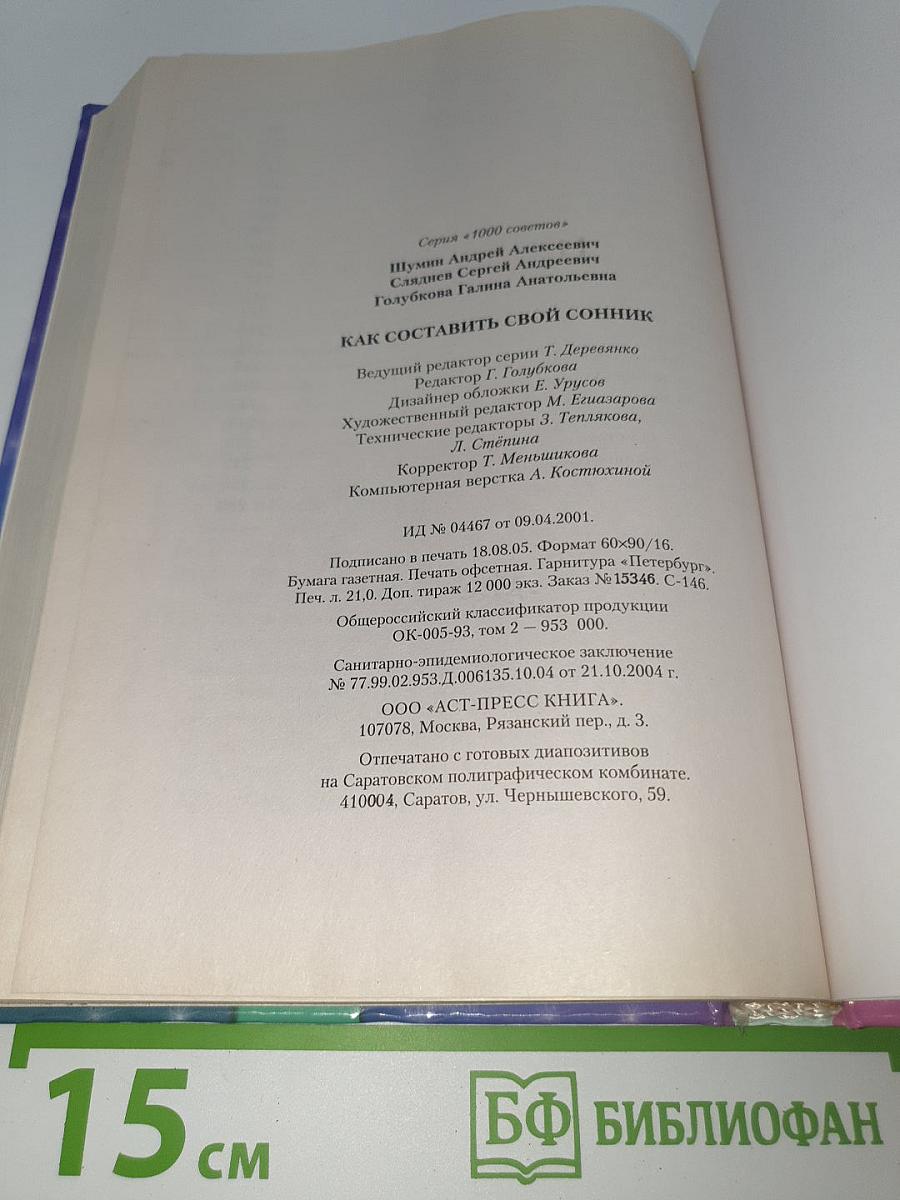 Серия «1000 советов»
Шумин Андрей Алексеевич
Сляднев Сергей Андреевич
Голубкова Галина Анатольевна
КАК СОСТАВИТЬ СВОЙ СОННИК
Ведущий редактор серии Т. Деревянко
Редактор Г. Голубкова
Дизайнер обложки Е. Урусов
Художественный редактор М. Егиазарова
Технические редакторы З. Теплякова,
Л. Стёпина
Корректор Т. Меньшикова
Компьютерная верстка А. Костюхиной
ИД № 04467 от 09.04.2001.
Подписано в печать 18.08.05. Формат 60×90/16.
Бумага газетная. Печать офсетная. Гарнитура «Петербург».
Печ. л. 21,0. Доп. тираж 12 000 экз. Заказ №15346. С-146.
Общероссийский классификатор продукции
ОК-005-93, том 2 — 953 000.
Санитарно-эпидемиологическое заключение
№ 77.99.02.953.Д.006135.10.04 от 21.10.2004 г.
ООО «АСТ-ПРЕСС КНИГА».
107078, Москва, Рязанский пер., д. 3.
Отпечатано с готовых диапозитивов
на Саратовском полиграфическом комбинате.
410004, Саратов, ул. Чернышевского, 59.
15 см
БФ БИБЛИОФАН